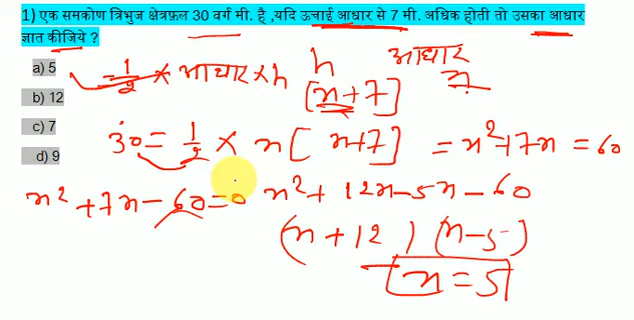 1) एक समकोण त्रिभुज क्षेत्रफ़ल 30 वर्ग मी. है ,यदि ऊचाई आधार से 7 मी. अधिक होती तो उसका आधार
ज्ञात कीजिये ?
a) 5
b) 12
c) 7
d) 9
= 1/2 × आधार × h
h
आधार
[x+7]
x
30 = 1/2 × x [ x+7] = x² + 7x = 60
x² + 7x - 60 = 0
x² + 12x - 5x - 60
(x + 12) (x - 5)
x = 5